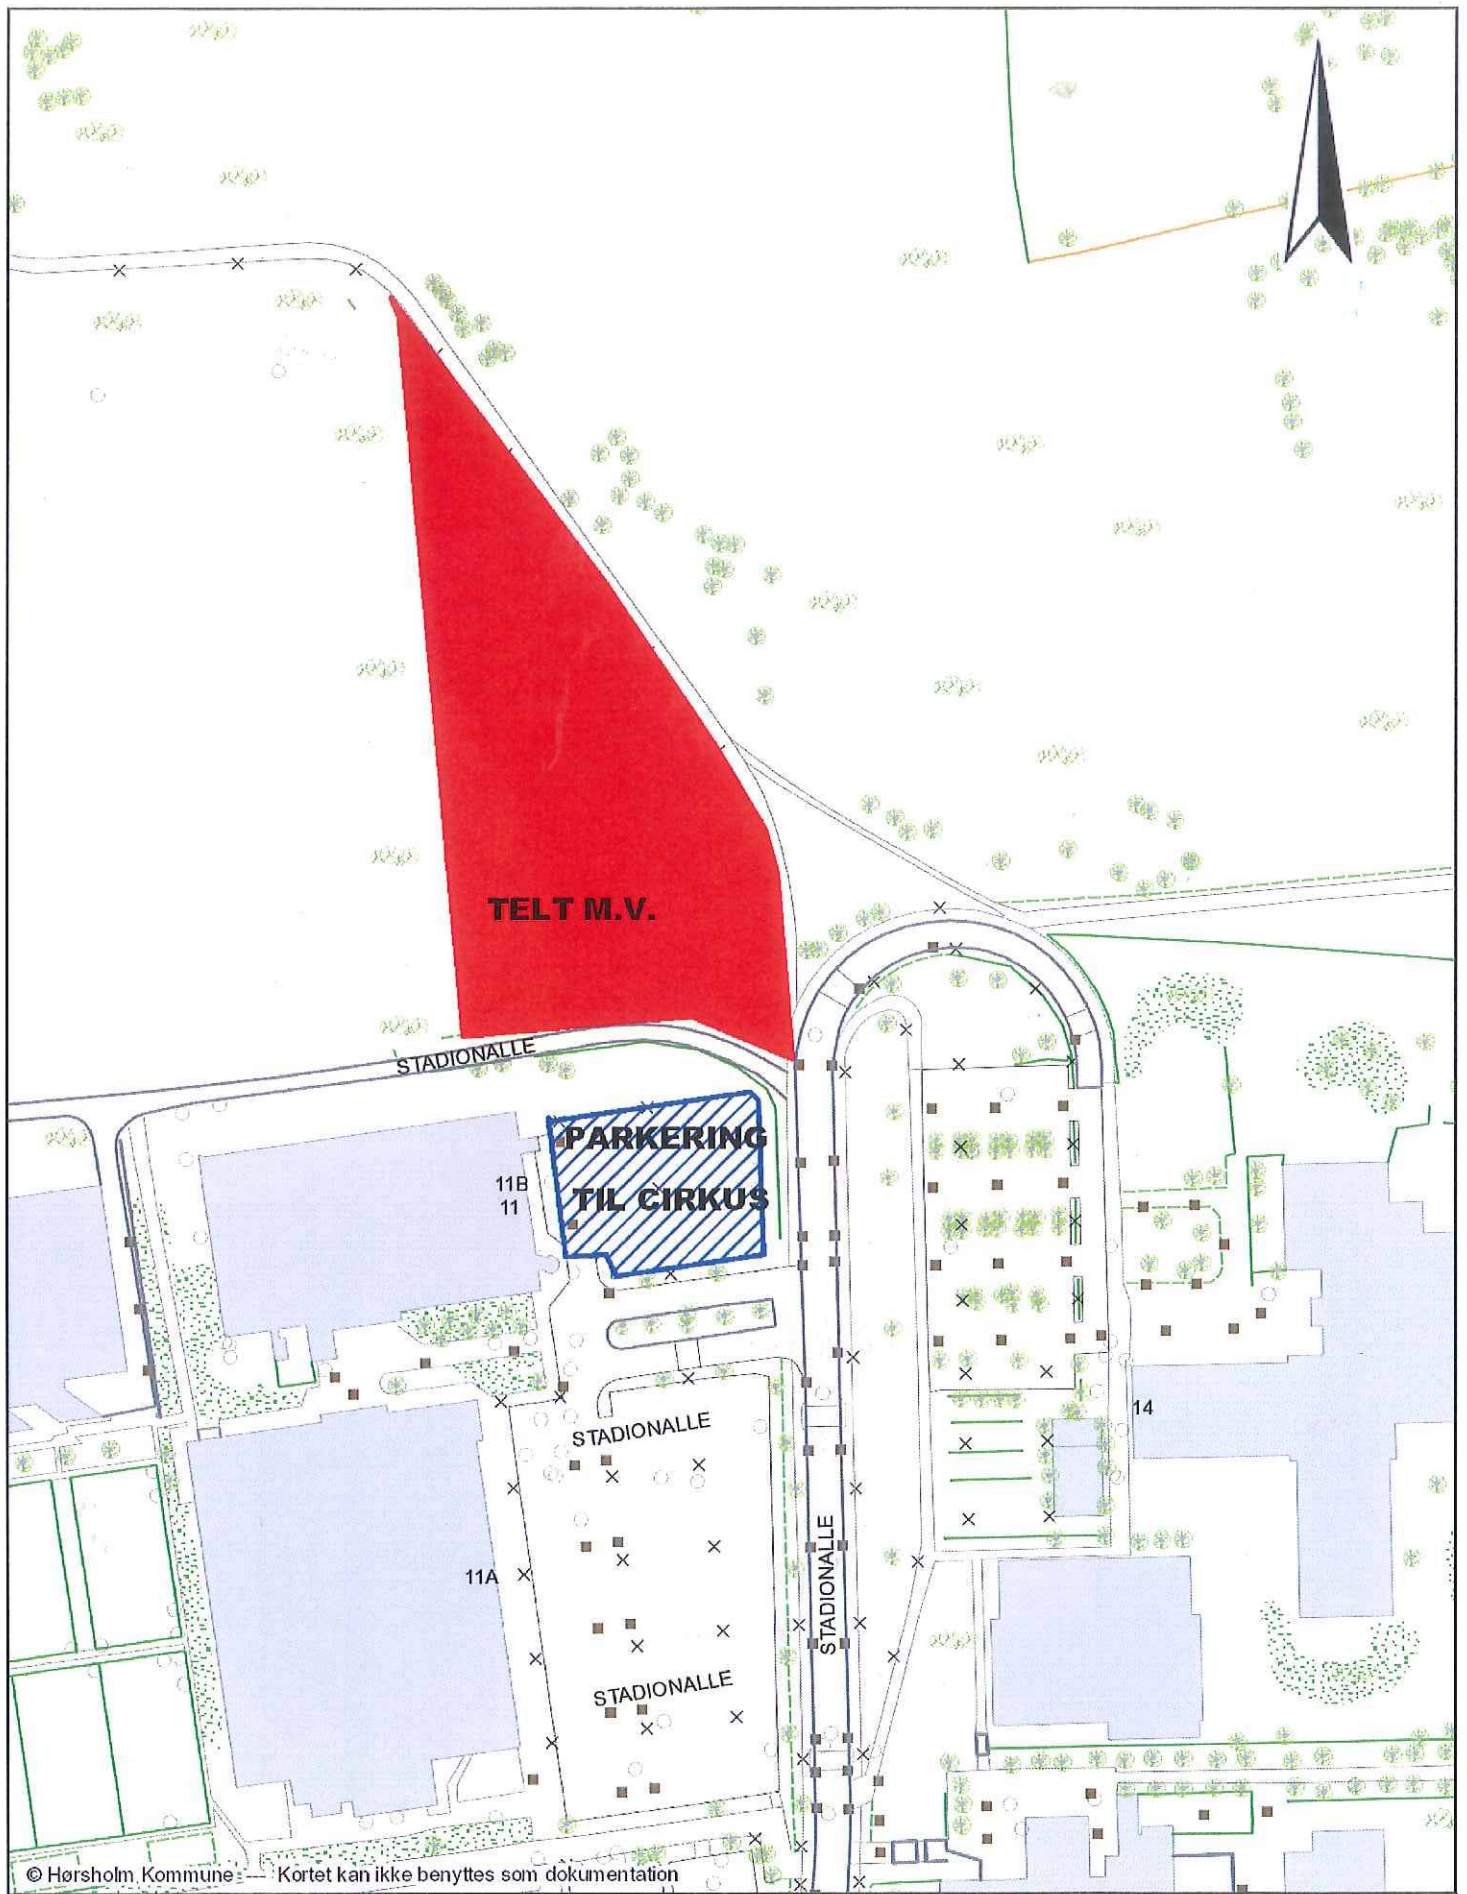 TELT M.V.
STADIONALLE
PARKERING
TIL CIRKUS
11B
11
14
STADIONALLE
STADIONALLE
11A
STADIONALLE
© Hørsholm Kommune --- Kortet kan ikke benyttes som dokumentation